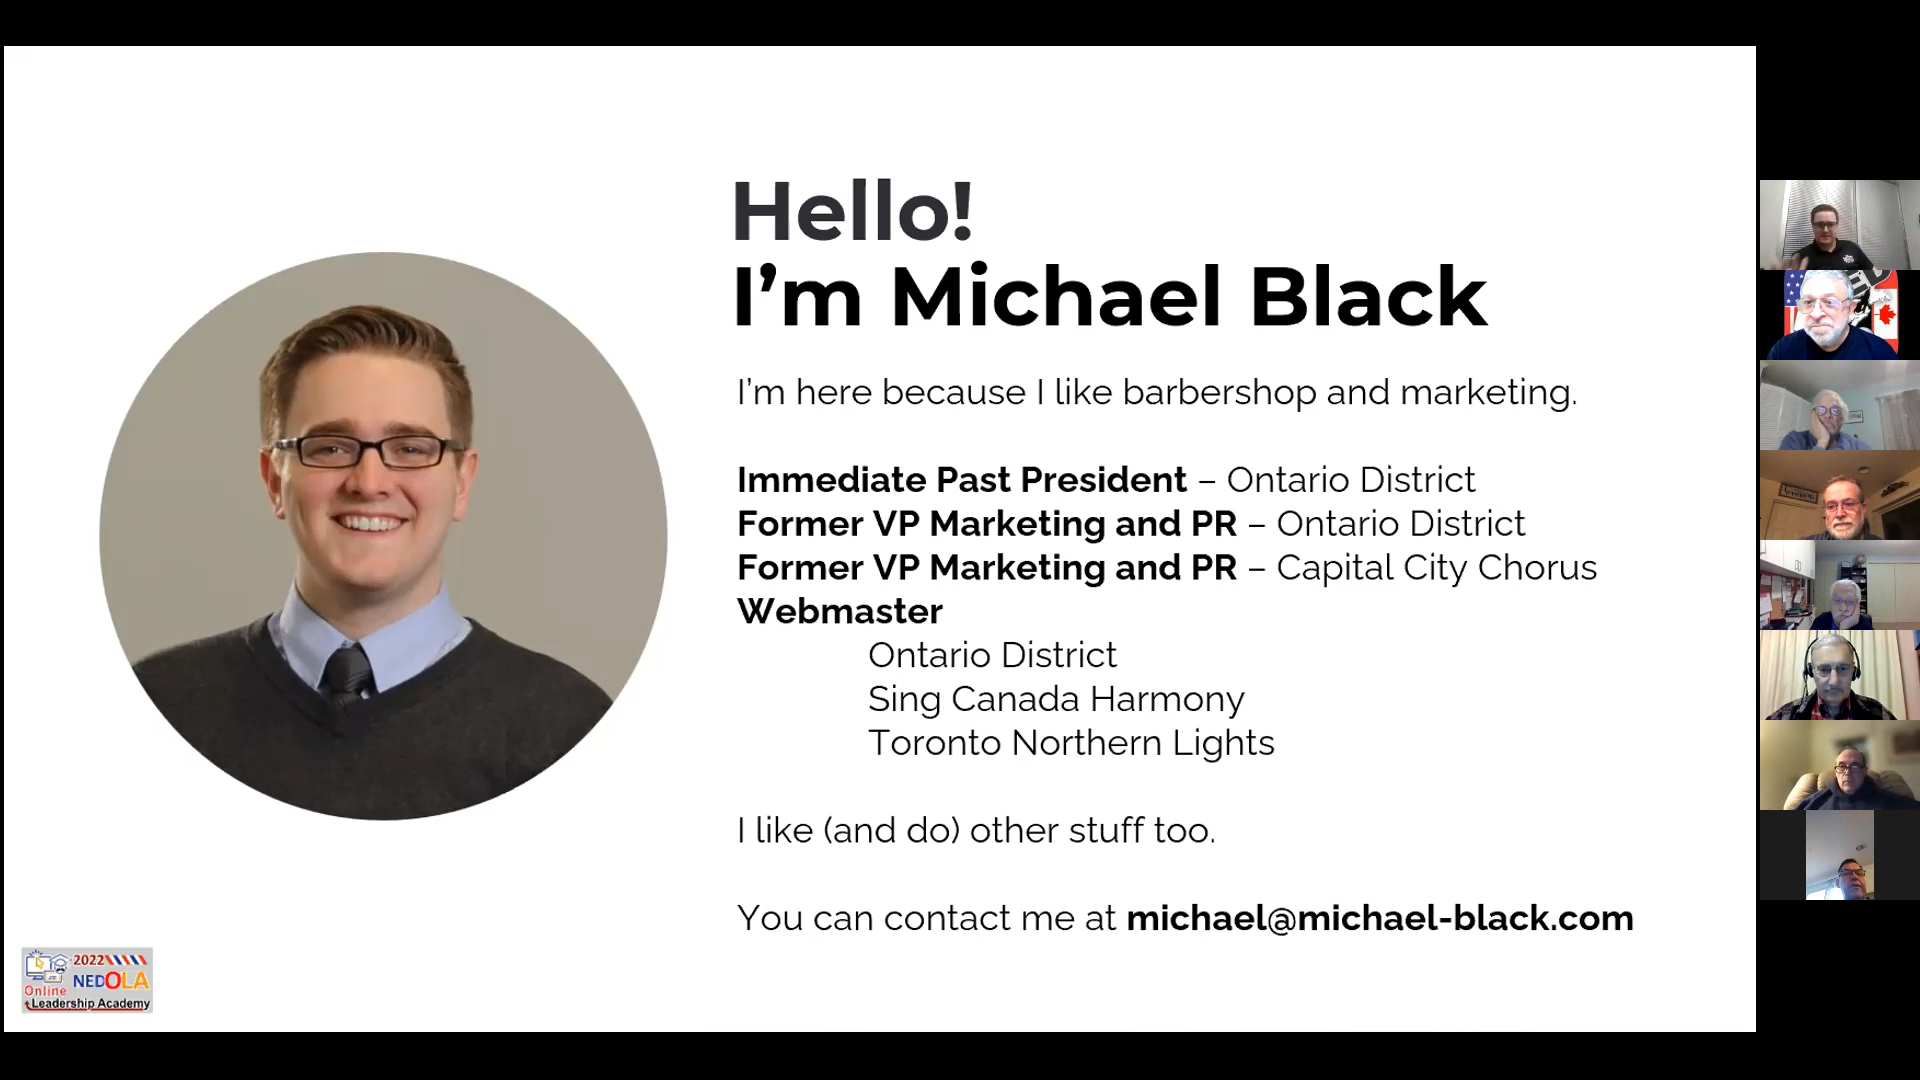 Hello!
I’m Michael Black
I’m here because I like barbershop and marketing.
Immediate Past President – Ontario District
Former VP Marketing and PR – Ontario District
Former VP Marketing and PR – Capital City Chorus
Webmaster
Ontario District
Sing Canada Harmony
Toronto Northern Lights
I like (and do) other stuff too.
You can contact me at michael@michael-black.com
2022
NEDOLA
Online
Leadership Academy